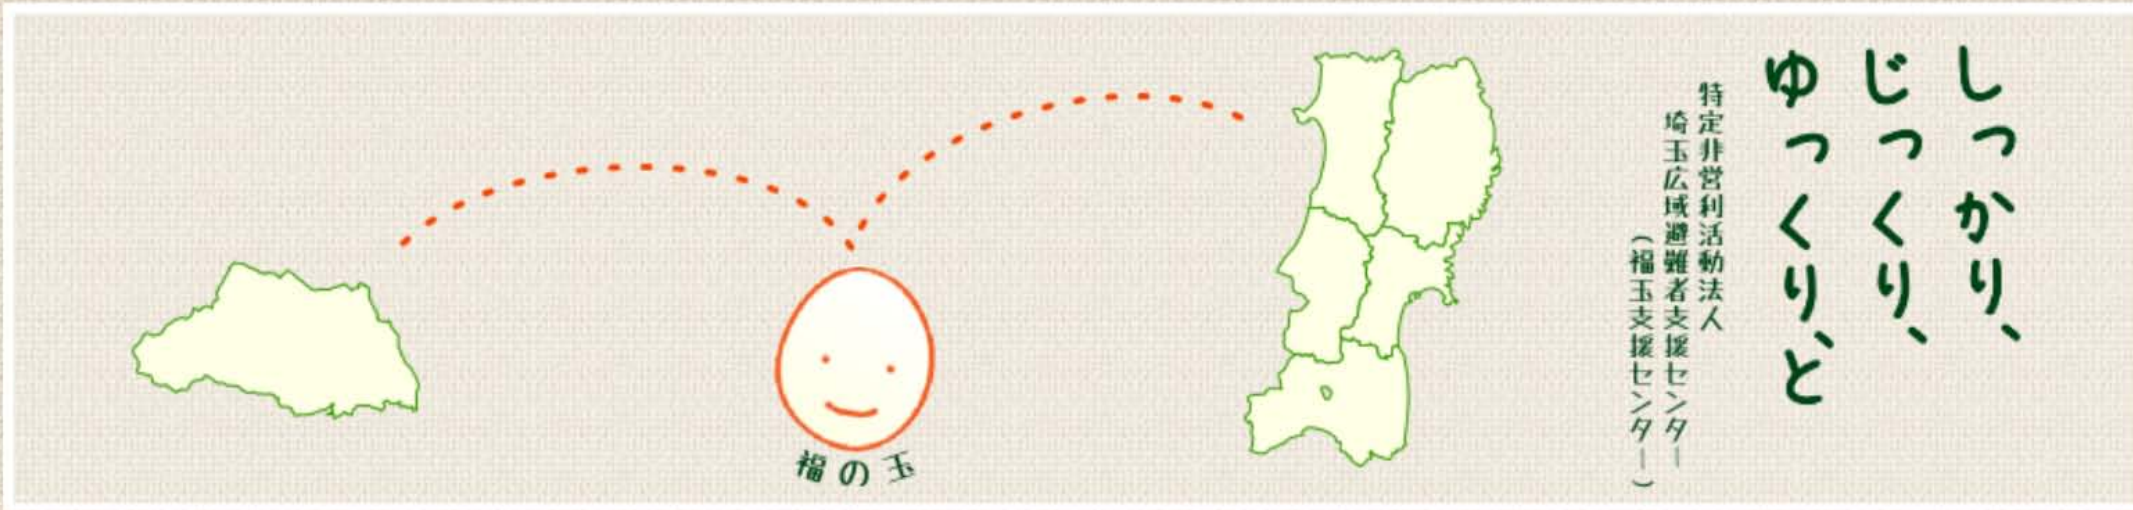 しっかり、
じっくり、
ゆっくり、と
特定非営利活動法人
埼玉広域避難者支援センター
(福玉支援センター)
福の玉